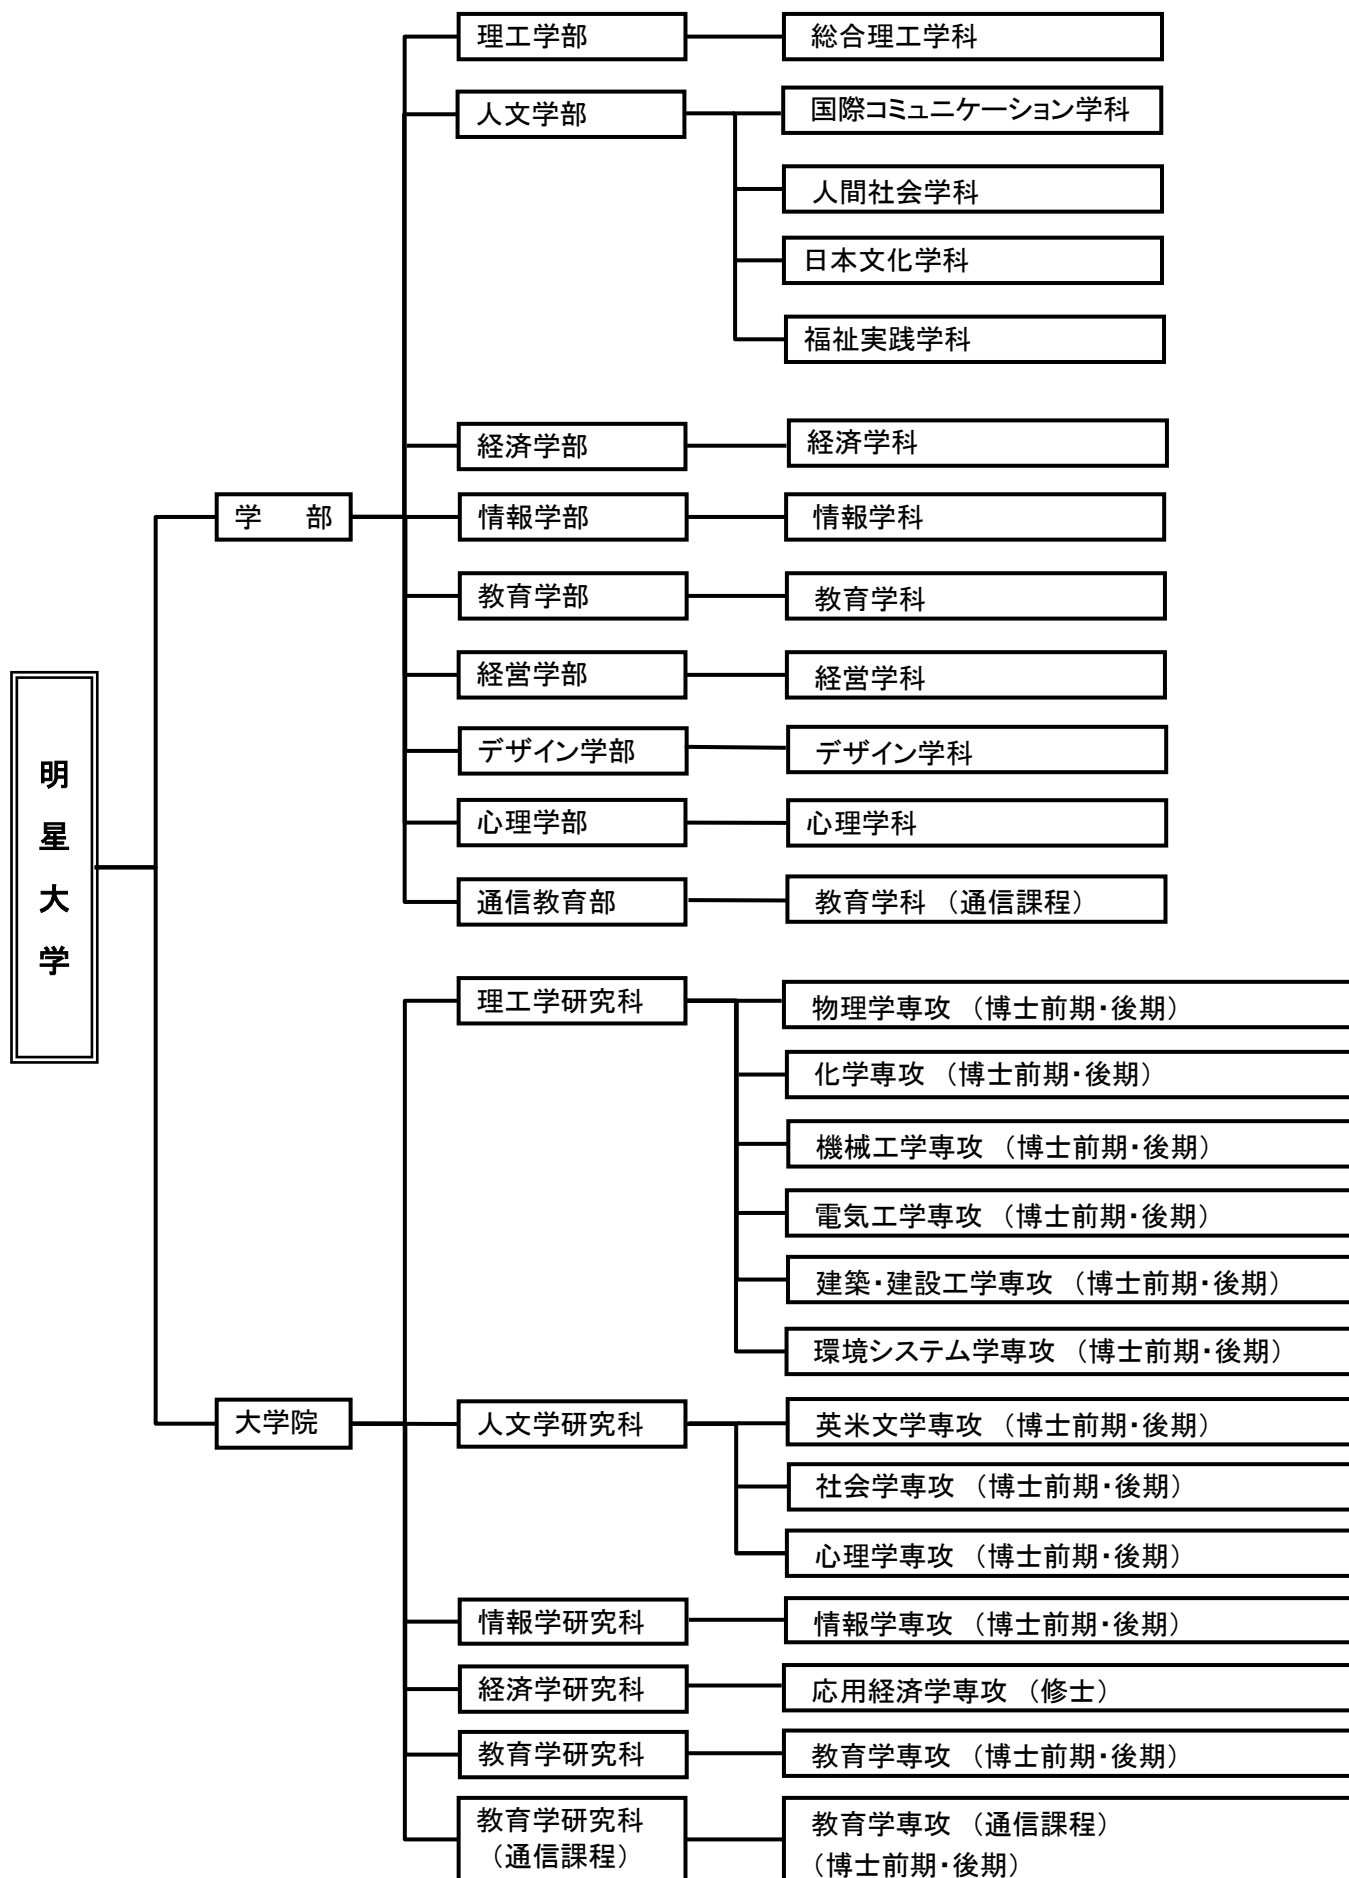 明星大学
学　部
理工学部
総合理工学科
人文学部
国際コミュニケーション学科
人間社会学科
日本文化学科
福祉実践学科
経済学部
経済学科
情報学部
情報学科
教育学部
教育学科
経営学部
経営学科
デザイン学部
デザイン学科
心理学部
心理学科
通信教育部
教育学科 （通信課程）
大学院
理工学研究科
物理学専攻 （博士前期・後期）
化学専攻 （博士前期・後期）
機械工学専攻 （博士前期・後期）
電気工学専攻 （博士前期・後期）
建築・建設工学専攻 （博士前期・後期）
環境システム学専攻 （博士前期・後期）
人文学研究科
英米文学専攻 （博士前期・後期）
社会学専攻 （博士前期・後期）
心理学専攻 （博士前期・後期）
情報学研究科
情報学専攻 （博士前期・後期）
経済学研究科
応用経済学専攻 （修士）
教育学研究科
教育学専攻 （博士前期・後期）
教育学研究科
（通信課程）
教育学専攻 （通信課程）
（博士前期・後期）